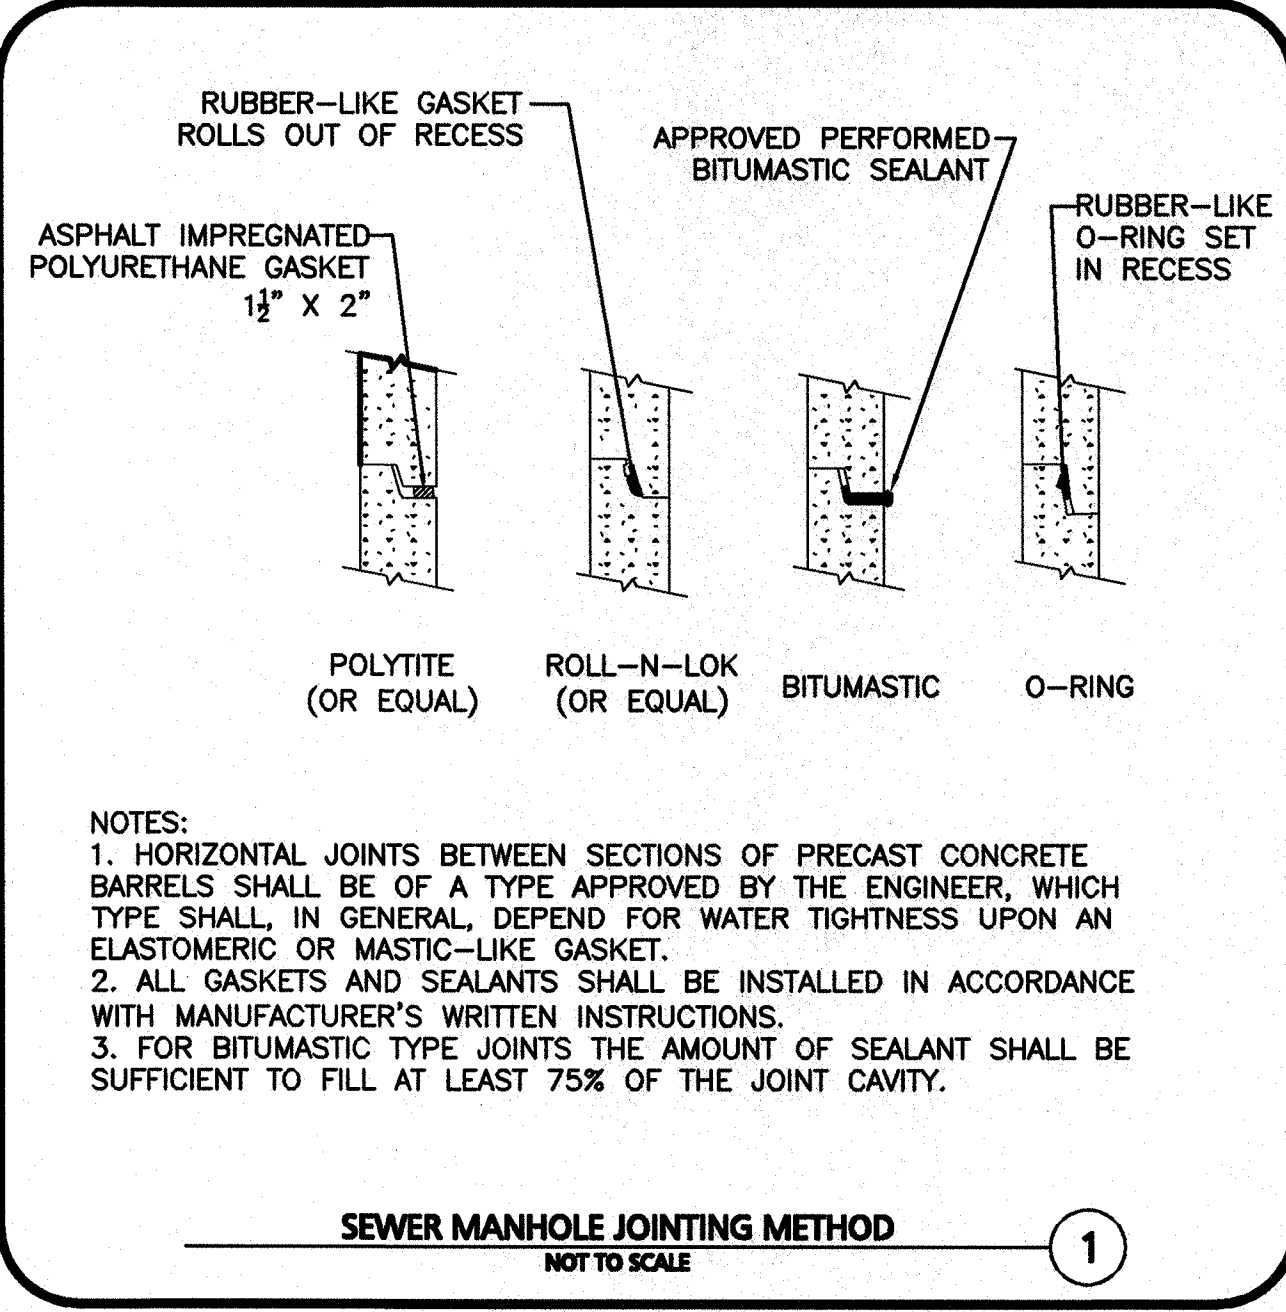 RUBBER-LIKE GASKET
ROLLS OUT OF RECESS
APPROVED PERFORMED
BITUMASTIC SEALANT
RUBBER-LIKE
O-RING SET
IN RECESS
ASPHALT IMPREGNATED
POLYURETHANE GASKET
1½" X 2"
POLYTITE
(OR EQUAL)
ROLL-N-LOK
(OR EQUAL)
BITUMASTIC
O-RING
NOTES:
1. HORIZONTAL JOINTS BETWEEN SECTIONS OF PRECAST CONCRETE
BARRELS SHALL BE OF A TYPE APPROVED BY THE ENGINEER, WHICH
TYPE SHALL, IN GENERAL, DEPEND FOR WATER TIGHTNESS UPON AN
ELASTOMERIC OR MASTIC-LIKE GASKET.
2. ALL GASKETS AND SEALANTS SHALL BE INSTALLED IN ACCORDANCE
WITH MANUFACTURER'S WRITTEN INSTRUCTIONS.
3. FOR BITUMASTIC TYPE JOINTS THE AMOUNT OF SEALANT SHALL BE
SUFFICIENT TO FILL AT LEAST 75% OF THE JOINT CAVITY.
SEWER MANHOLE JOINTING METHOD
NOT TO SCALE
1